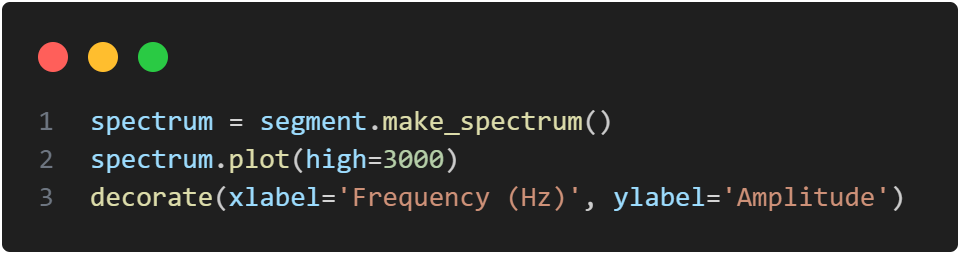 1 spectrum = segment.make_spectrum()
2 spectrum.plot(high=3000)
3 decorate(xlabel='Frequency (Hz)', ylabel='Amplitude')